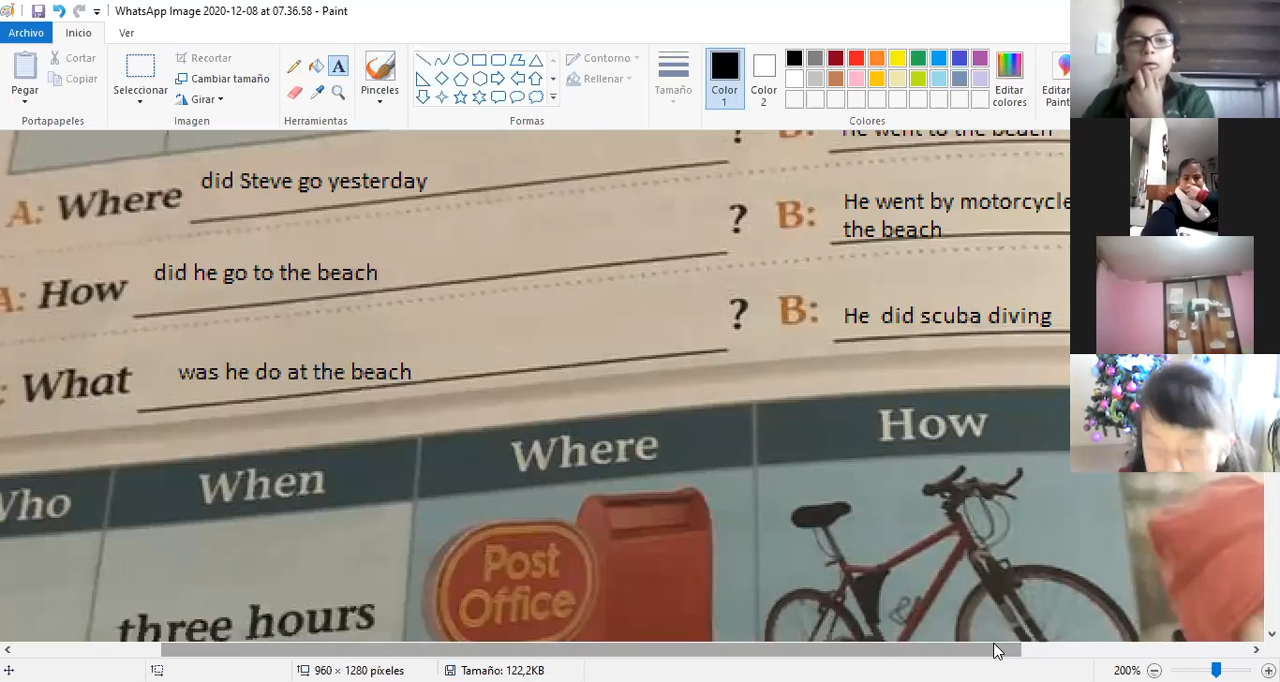 WhatsApp Image 2020-12-08 at 07.36.58 - Paint
Archivo Inicio Ver
Pegar
Cortar
Copiar
Portapapeles
Seleccionar
Recortar
Cambiar tamaño
Girar
Imagen
Herramientas
Pinceles
Contorno
Rellenar
Formas
Tamaño
Color 1
Color 2
Editar colores
Colores
Editar
Paint
? B: He went to the beach
A: Where did Steve go yesterday
? B: He went by motorcycle
the beach
A: How did he go to the beach
? B: He did scuba diving
: What was he do at the beach
Who When Where How
Post
Office
three hours
960 × 1280 píxeles
Tamaño: 122,2KB
200%